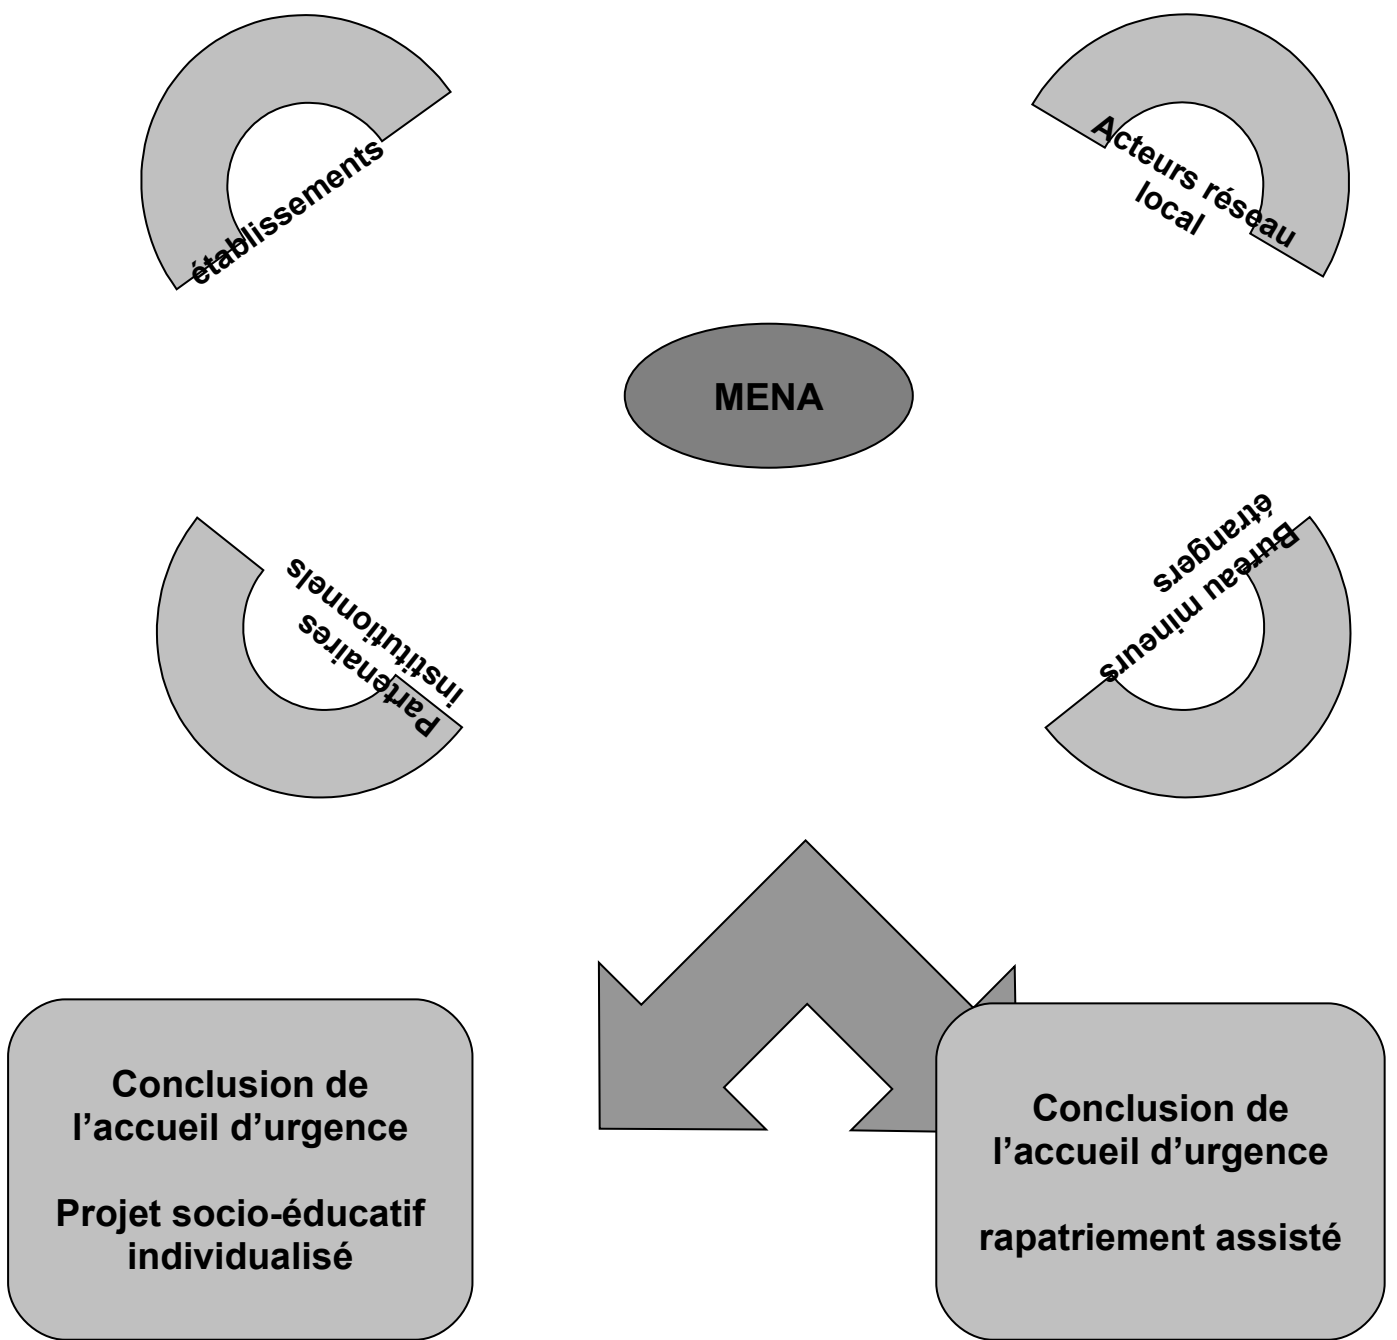 établissements
Acteurs réseau
local
MENA
Partenaires
institutionnels
Bureau mineurs
étrangers
Conclusion de
l’accueil d’urgence
Projet socio-éducatif
individualisé
Conclusion de
l’accueil d’urgence
rapatriement assisté